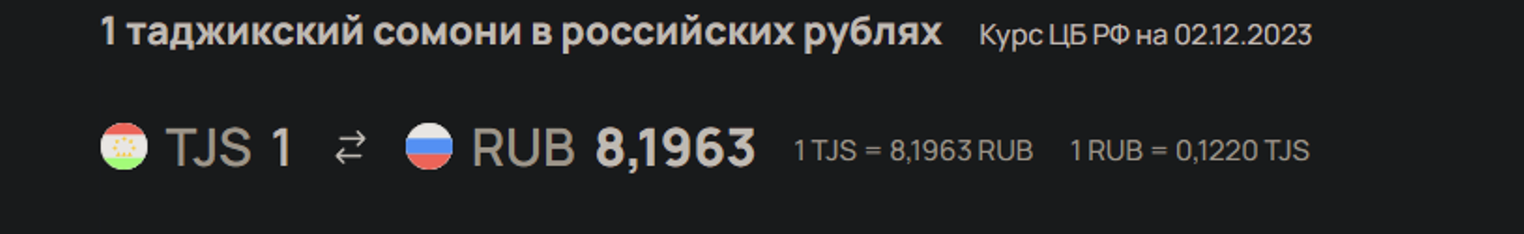 1 таджикский сомони в российских рублях Курс ЦБ РФ на 02.12.2023
TJS 1 RUB 8,1963 1 TJS = 8,1963 RUB 1 RUB = 0,1220 TJS